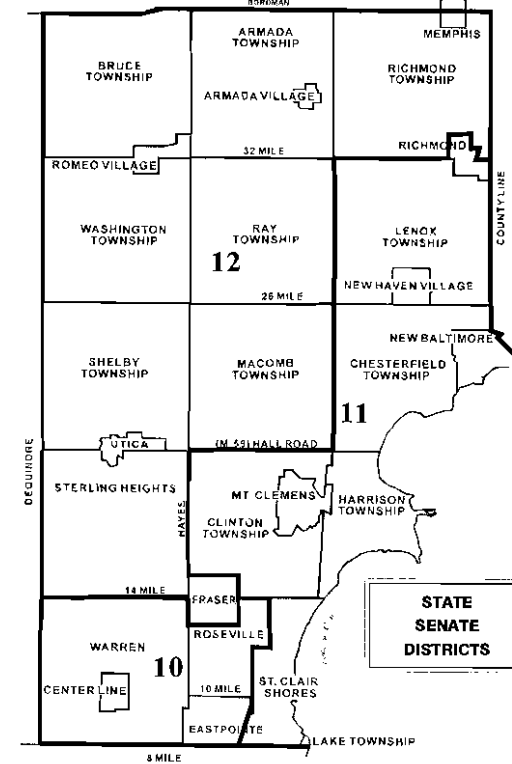 BORDMAN
ARMADA
TOWNSHIP
MEMPHIS
BRUCE
TOWNSHIP
RICHMOND
TOWNSHIP
ARMADA VILLAGE
RICHMOND
32 MILE
ROMEO VILLAGE
COUNTY LINE
WASHINGTON
TOWNSHIP
RAY
TOWNSHIP
LENOX
TOWNSHIP
12
NEW HAVEN VILLAGE
26 MILE
NEW BALTIMORE
SHELBY
TOWNSHIP
MACOMB
TOWNSHIP
CHESTERFIELD
TOWNSHIP
11
UTICA
(M 59) HALL ROAD
DEQUINDRE
STERLING HEIGHTS
HAYES
MT CLEMENS
HARRISON
TOWNSHIP
CLINTON
TOWNSHIP
14 MILE
FRASER
STATE
SENATE
DISTRICTS
ROSEVILLE
WARREN
10
CENTER LINE
10 MILE
ST. CLAIR
SHORES
EASTPOINTE
LAKE TOWNSHIP
8 MILE